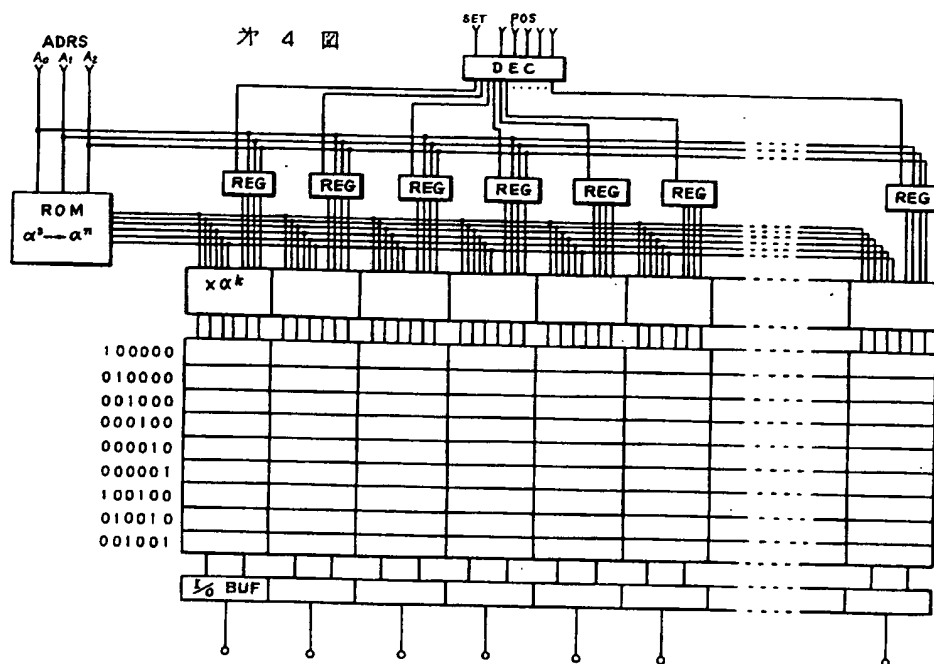 第 4 図
ADRS
A0 A1 A2
SET POS
DEC
REG REG REG REG REG REG REG
ROM
α³→αⁿ
×αᵏ
100000
010000
001000
000100
000010
000001
100100
010010
001001
I/O BUF